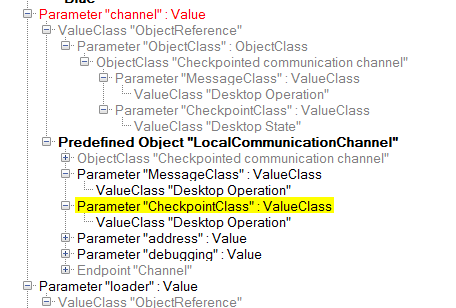 Parameter "channel" : Value
ValueClass "ObjectReference"
Parameter "ObjectClass" : ObjectClass
ObjectClass "Checkpointed communication channel"
Parameter "MessageClass" : ValueClass
ValueClass "Desktop Operation"
Parameter "CheckpointClass" : ValueClass
ValueClass "Desktop State"
Predefined Object "LocalCommunicationChannel"
ObjectClass "Checkpointed communication channel"
Parameter "MessageClass" : ValueClass
ValueClass "Desktop Operation"
Parameter "CheckpointClass" : ValueClass
ValueClass "Desktop Operation"
Parameter "address" : Value
Parameter "debugging" : Value
Endpoint "Channel"
Parameter "loader" : Value
ValueClass "ObjectReference"